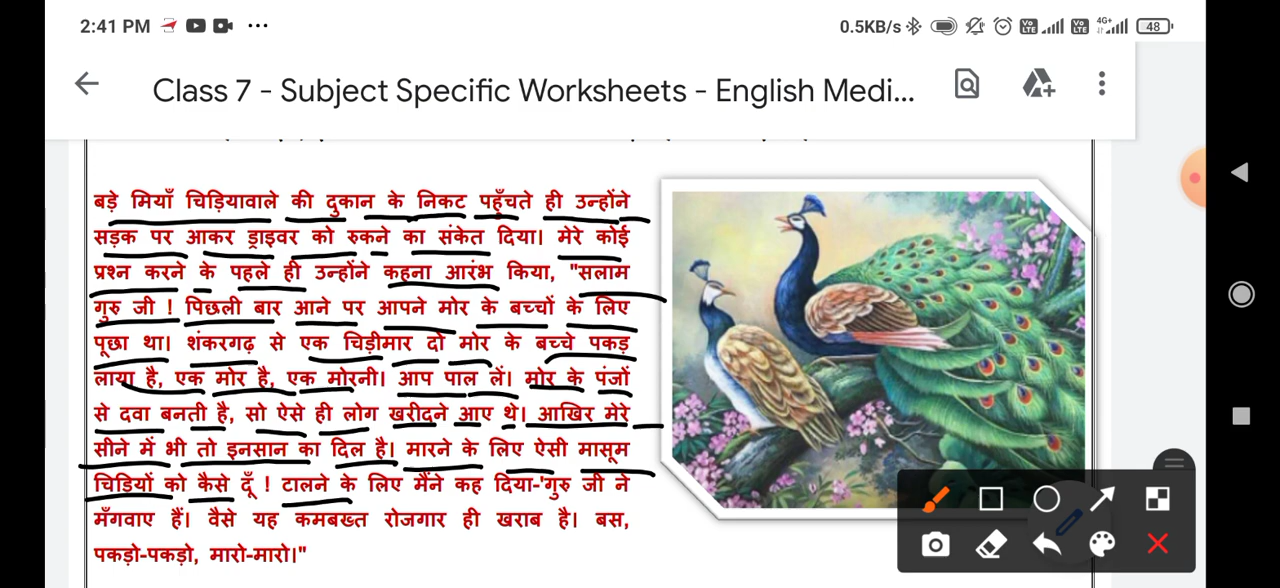 2:41 PM
0.5KB/s
4G+
48
Class 7 - Subject Specific Worksheets - English Medi...
बड़े मियाँ चिड़ियावाले की दुकान के निकट पहुँचते ही उन्होंने
सड़क पर आकर ड्राइवर को रुकने का संकेत दिया। मेरे कोई
प्रश्न करने के पहले ही उन्होंने कहना आरंभ किया, "सलाम
गुरु जी ! पिछली बार आने पर आपने मोर के बच्चों के लिए
पूछा था। शंकरगढ़ से एक चिड़ीमार दो मोर के बच्चे पकड़
लाया है, एक मोर है, एक मोरनी। आप पाल लें। मोर के पंजों
से दवा बनती है, सो ऐसे ही लोग खरीदने आए थे। आखिर मेरे
सीने में भी तो इनसान का दिल है। मारने के लिए ऐसी मासूम
चिड़ियों को कैसे दूँ ! टालने के लिए मैंने कह दिया-'गुरु जी ने
मँगवाए हैं। वैसे यह कमबख्त रोजगार ही खराब है। बस,
पकड़ो-पकड़ो, मारो-मारो।"